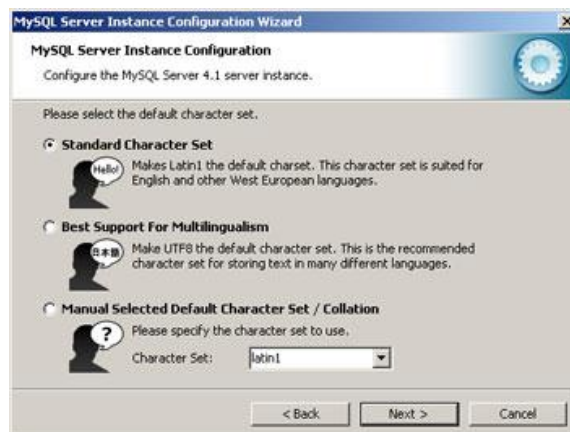 MySQL Server Instance Configuration Wizard
MySQL Server Instance Configuration
Configure the MySQL Server 4.1 server instance.
Please select the default character set.
Standard Character Set
Hello!
Makes Latin1 the default charset. This character set is suited for
English and other West European languages.
Best Support For Multilingualism
日本語
Make UTF8 the default character set. This is the recommended
character set for storing text in many different languages.
Manual Selected Default Character Set / Collation
?
Please specify the character set to use.
Character Set: latin1
< Back Next > Cancel